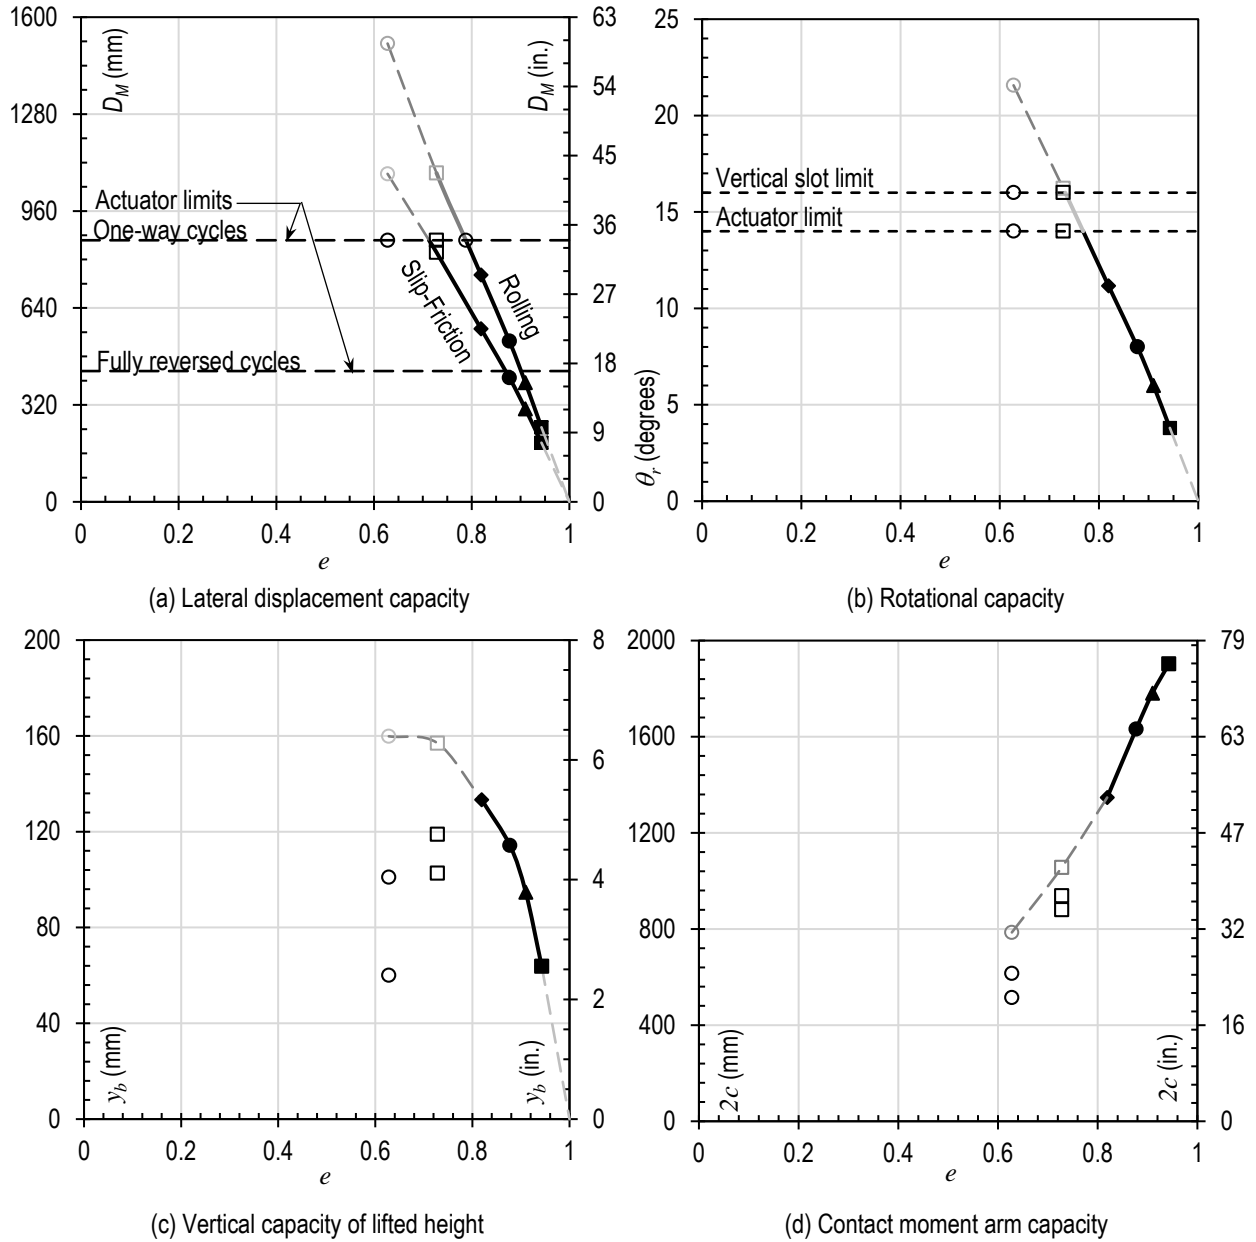 1600
1280
960
640
320
0
D_M (mm)
D_M (in.)
63
54
45
36
27
18
9
0
Actuator limits
One-way cycles
Fully reversed cycles
Slip-Friction
Rolling
0 0.2 0.4 0.6 0.8 1
e
(a) Lateral displacement capacity
25
20
15
10
5
0
θ_r (degrees)
Vertical slot limit
Actuator limit
0 0.2 0.4 0.6 0.8 1
e
(b) Rotational capacity
200
160
120
80
40
0
y_b (mm)
y_b (in.)
8
6
4
2
0
0 0.2 0.4 0.6 0.8 1
e
(c) Vertical capacity of lifted height
2000
1600
1200
800
400
0
2c (mm)
2c (in.)
79
63
47
32
16
0
0 0.2 0.4 0.6 0.8 1
e
(d) Contact moment arm capacity